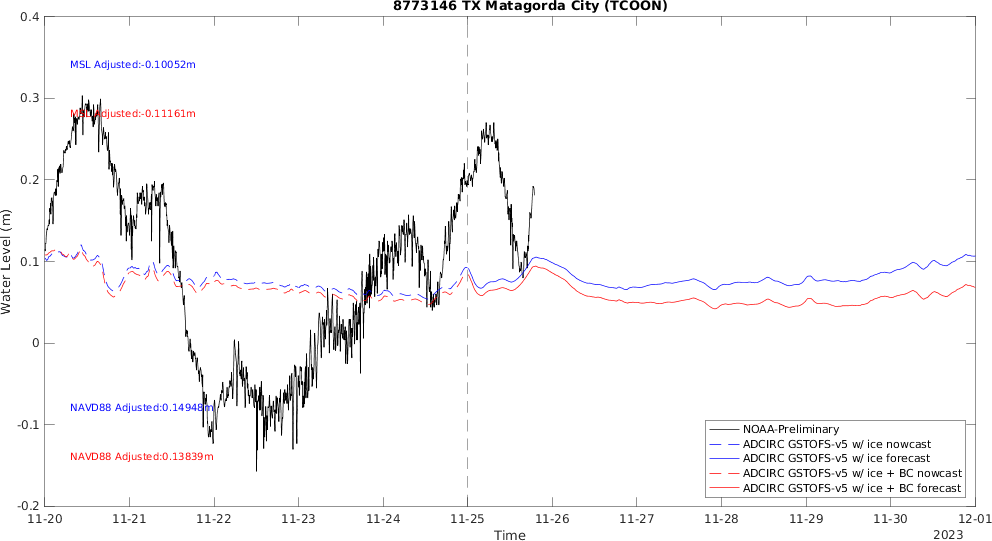 8773146 TX Matagorda City (TCOON)
0.4
0.3
0.2
0.1
0
-0.1
-0.2
Water Level (m)
MSL Adjusted:-0.10052m
MSL Adjusted:-0.11161m
NAVD88 Adjusted:0.14948m
NAVD88 Adjusted:0.13839m
NOAA-Preliminary
ADCIRC GSTOFS-v5 w/ ice nowcast
ADCIRC GSTOFS-v5 w/ ice forecast
ADCIRC GSTOFS-v5 w/ ice + BC nowcast
ADCIRC GSTOFS-v5 w/ ice + BC forecast
11-20 11-21 11-22 11-23 11-24 11-25 11-26 11-27 11-28 11-29 11-30 12-01
Time
2023